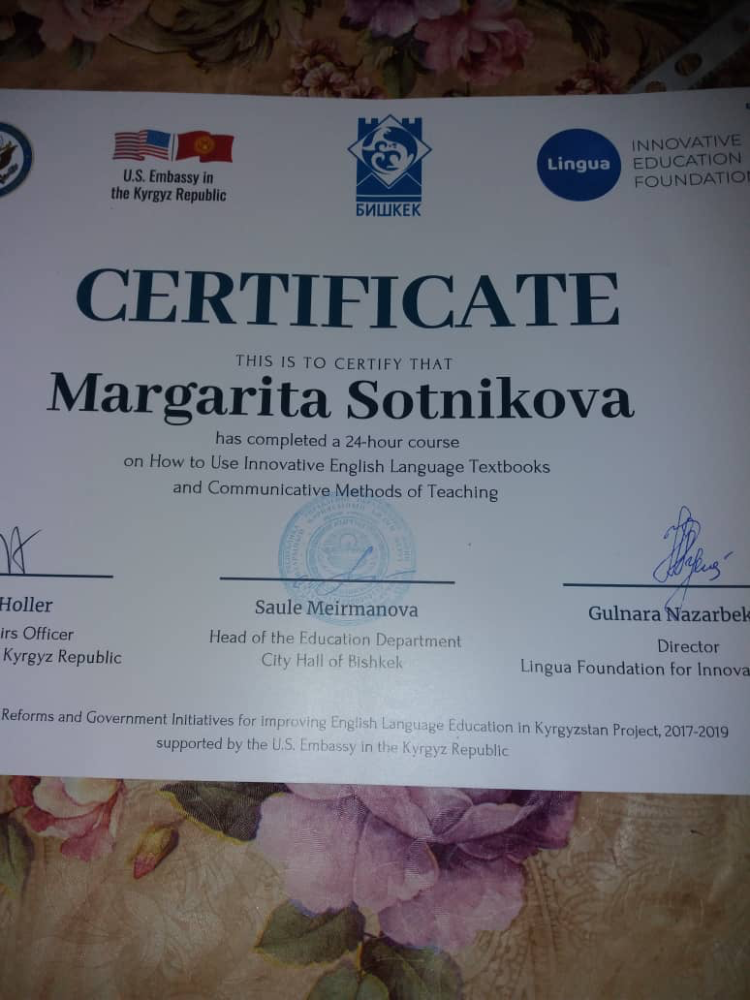 U.S. Embassy in
the Kyrgyz Republic
БИШКЕК
Lingua
INNOVATIVE
EDUCATION
FOUNDATIO
CERTIFICATE
THIS IS TO CERTIFY THAT
Margarita Sotnikova
has completed a 24-hour course
on How to Use Innovative English Language Textbooks
and Communicative Methods of Teaching
Holler
irs Officer
Kyrgyz Republic
Saule Meirmanova
Head of the Education Department
City Hall of Bishkek
Gulnara Nazarbek
Director
Lingua Foundation for Innova
Reforms and Government Initiatives for improving English Language Education in Kyrgyzstan Project, 2017-2019
supported by the U.S. Embassy in the Kyrgyz Republic